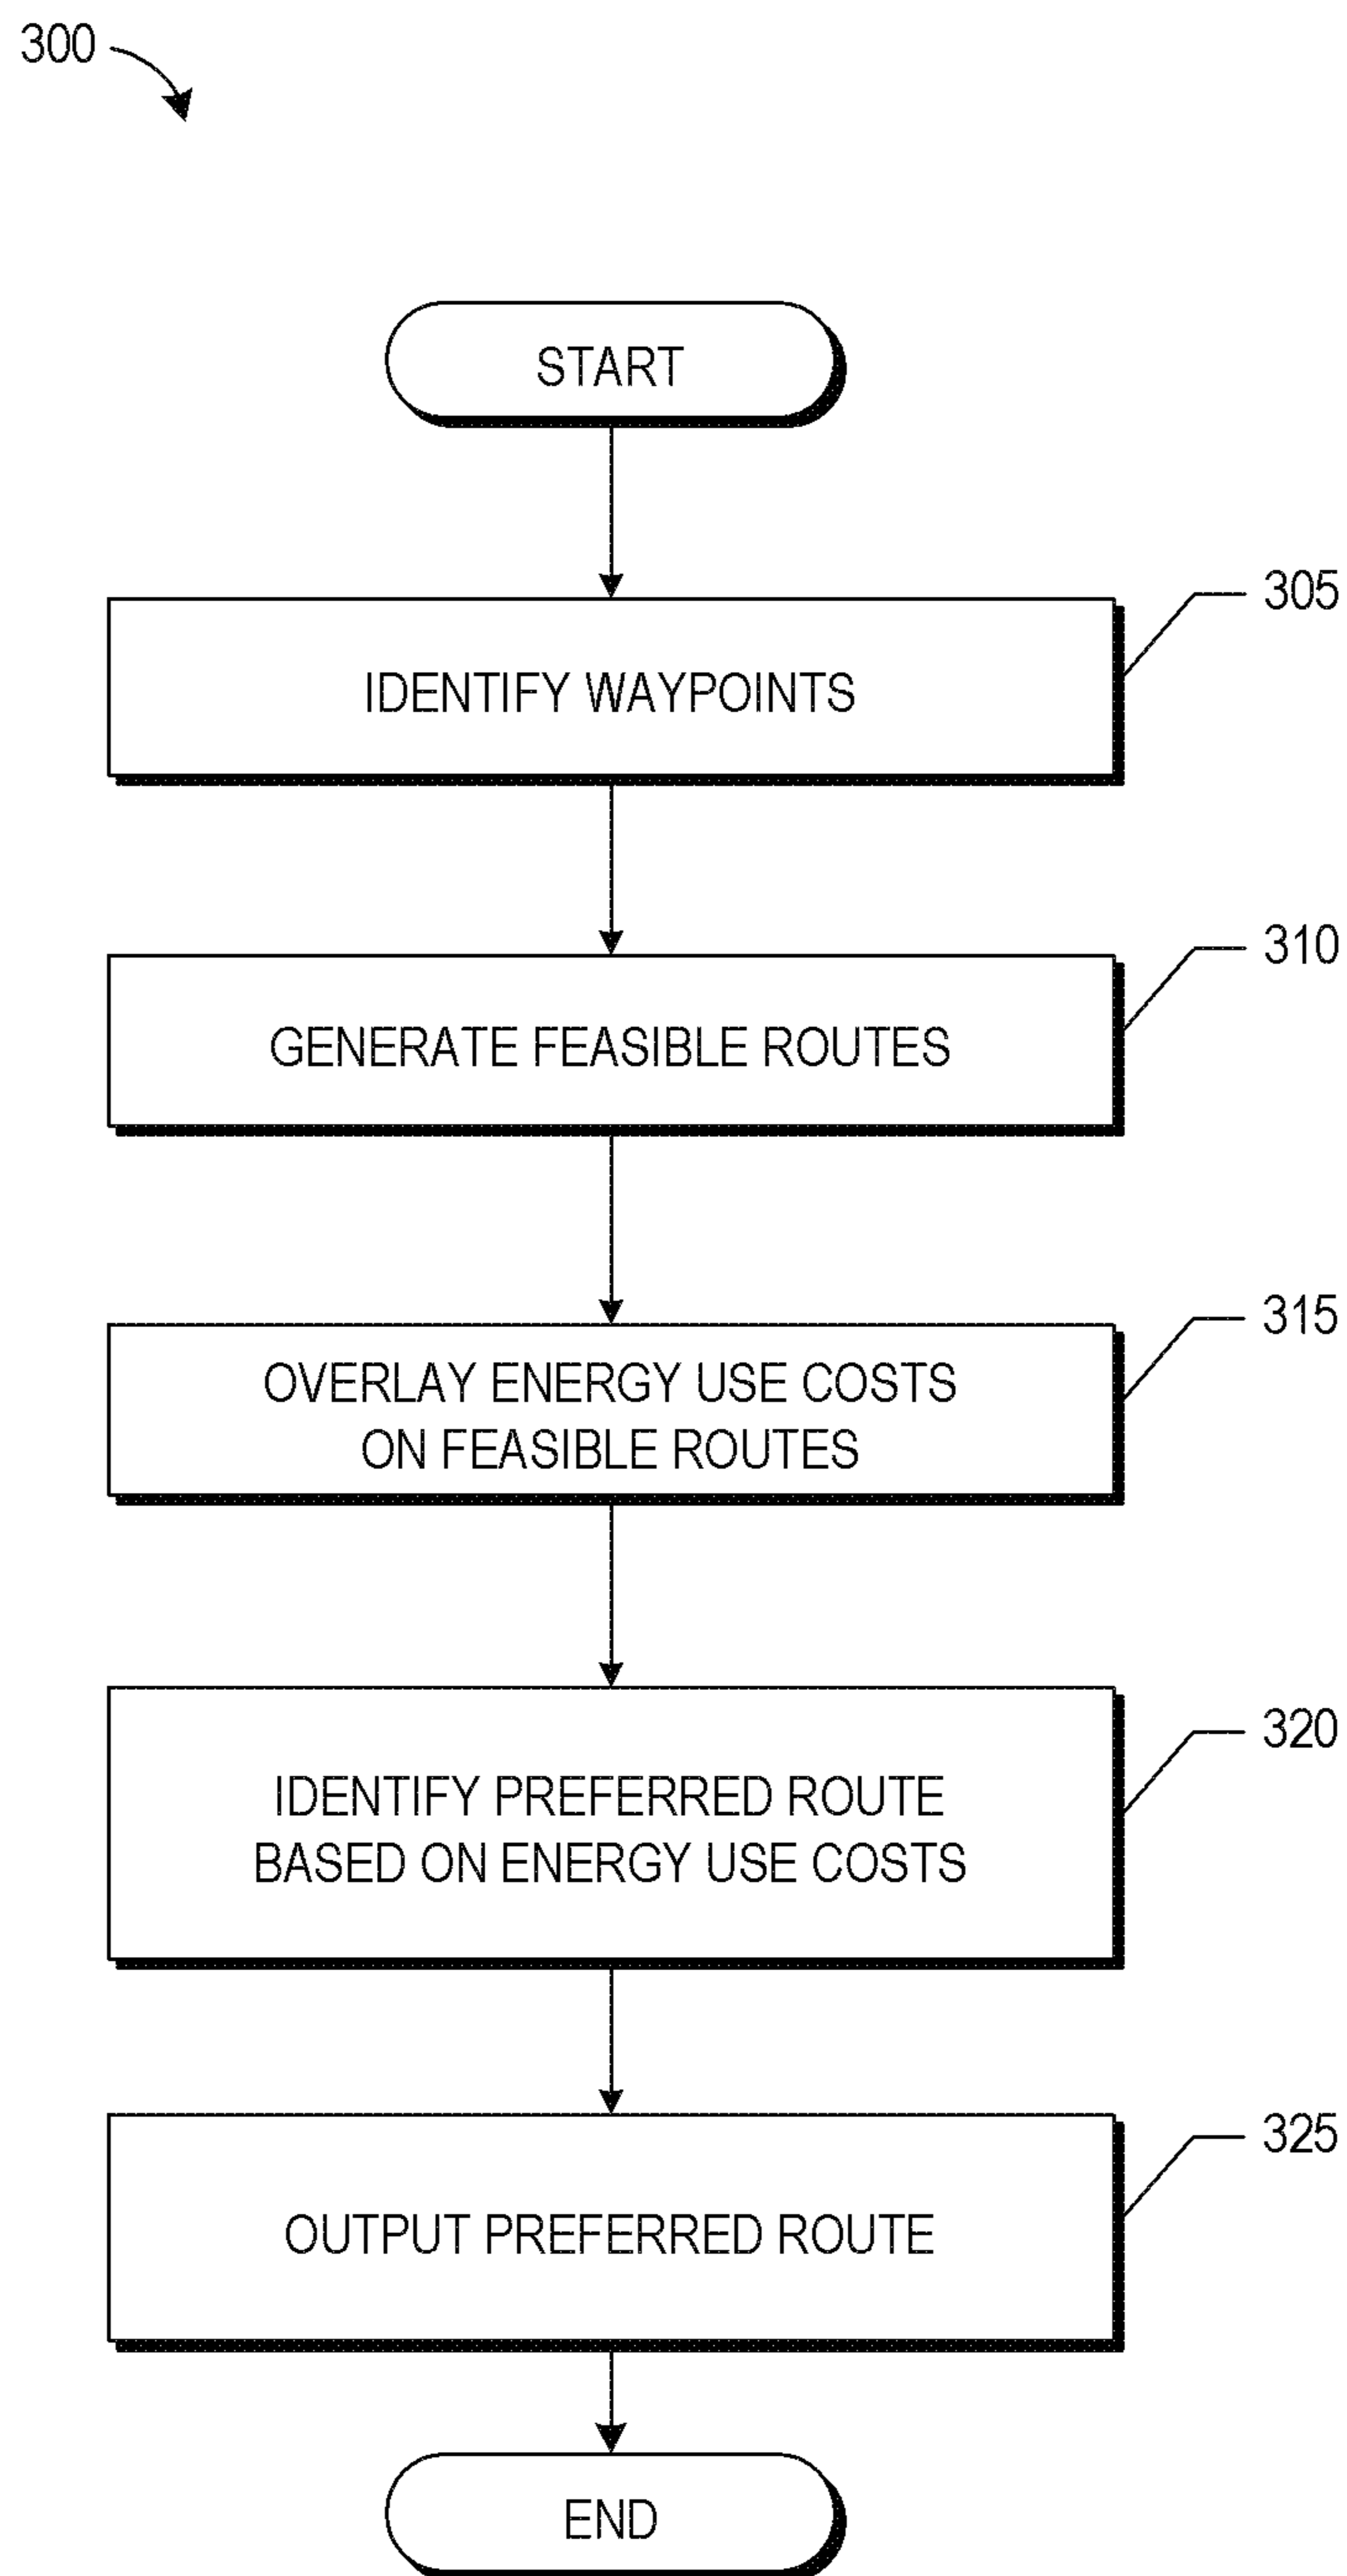 300
START
305
IDENTIFY WAYPOINTS
310
GENERATE FEASIBLE ROUTES
315
OVERLAY ENERGY USE COSTS
ON FEASIBLE ROUTES
320
IDENTIFY PREFERRED ROUTE
BASED ON ENERGY USE COSTS
325
OUTPUT PREFERRED ROUTE
END